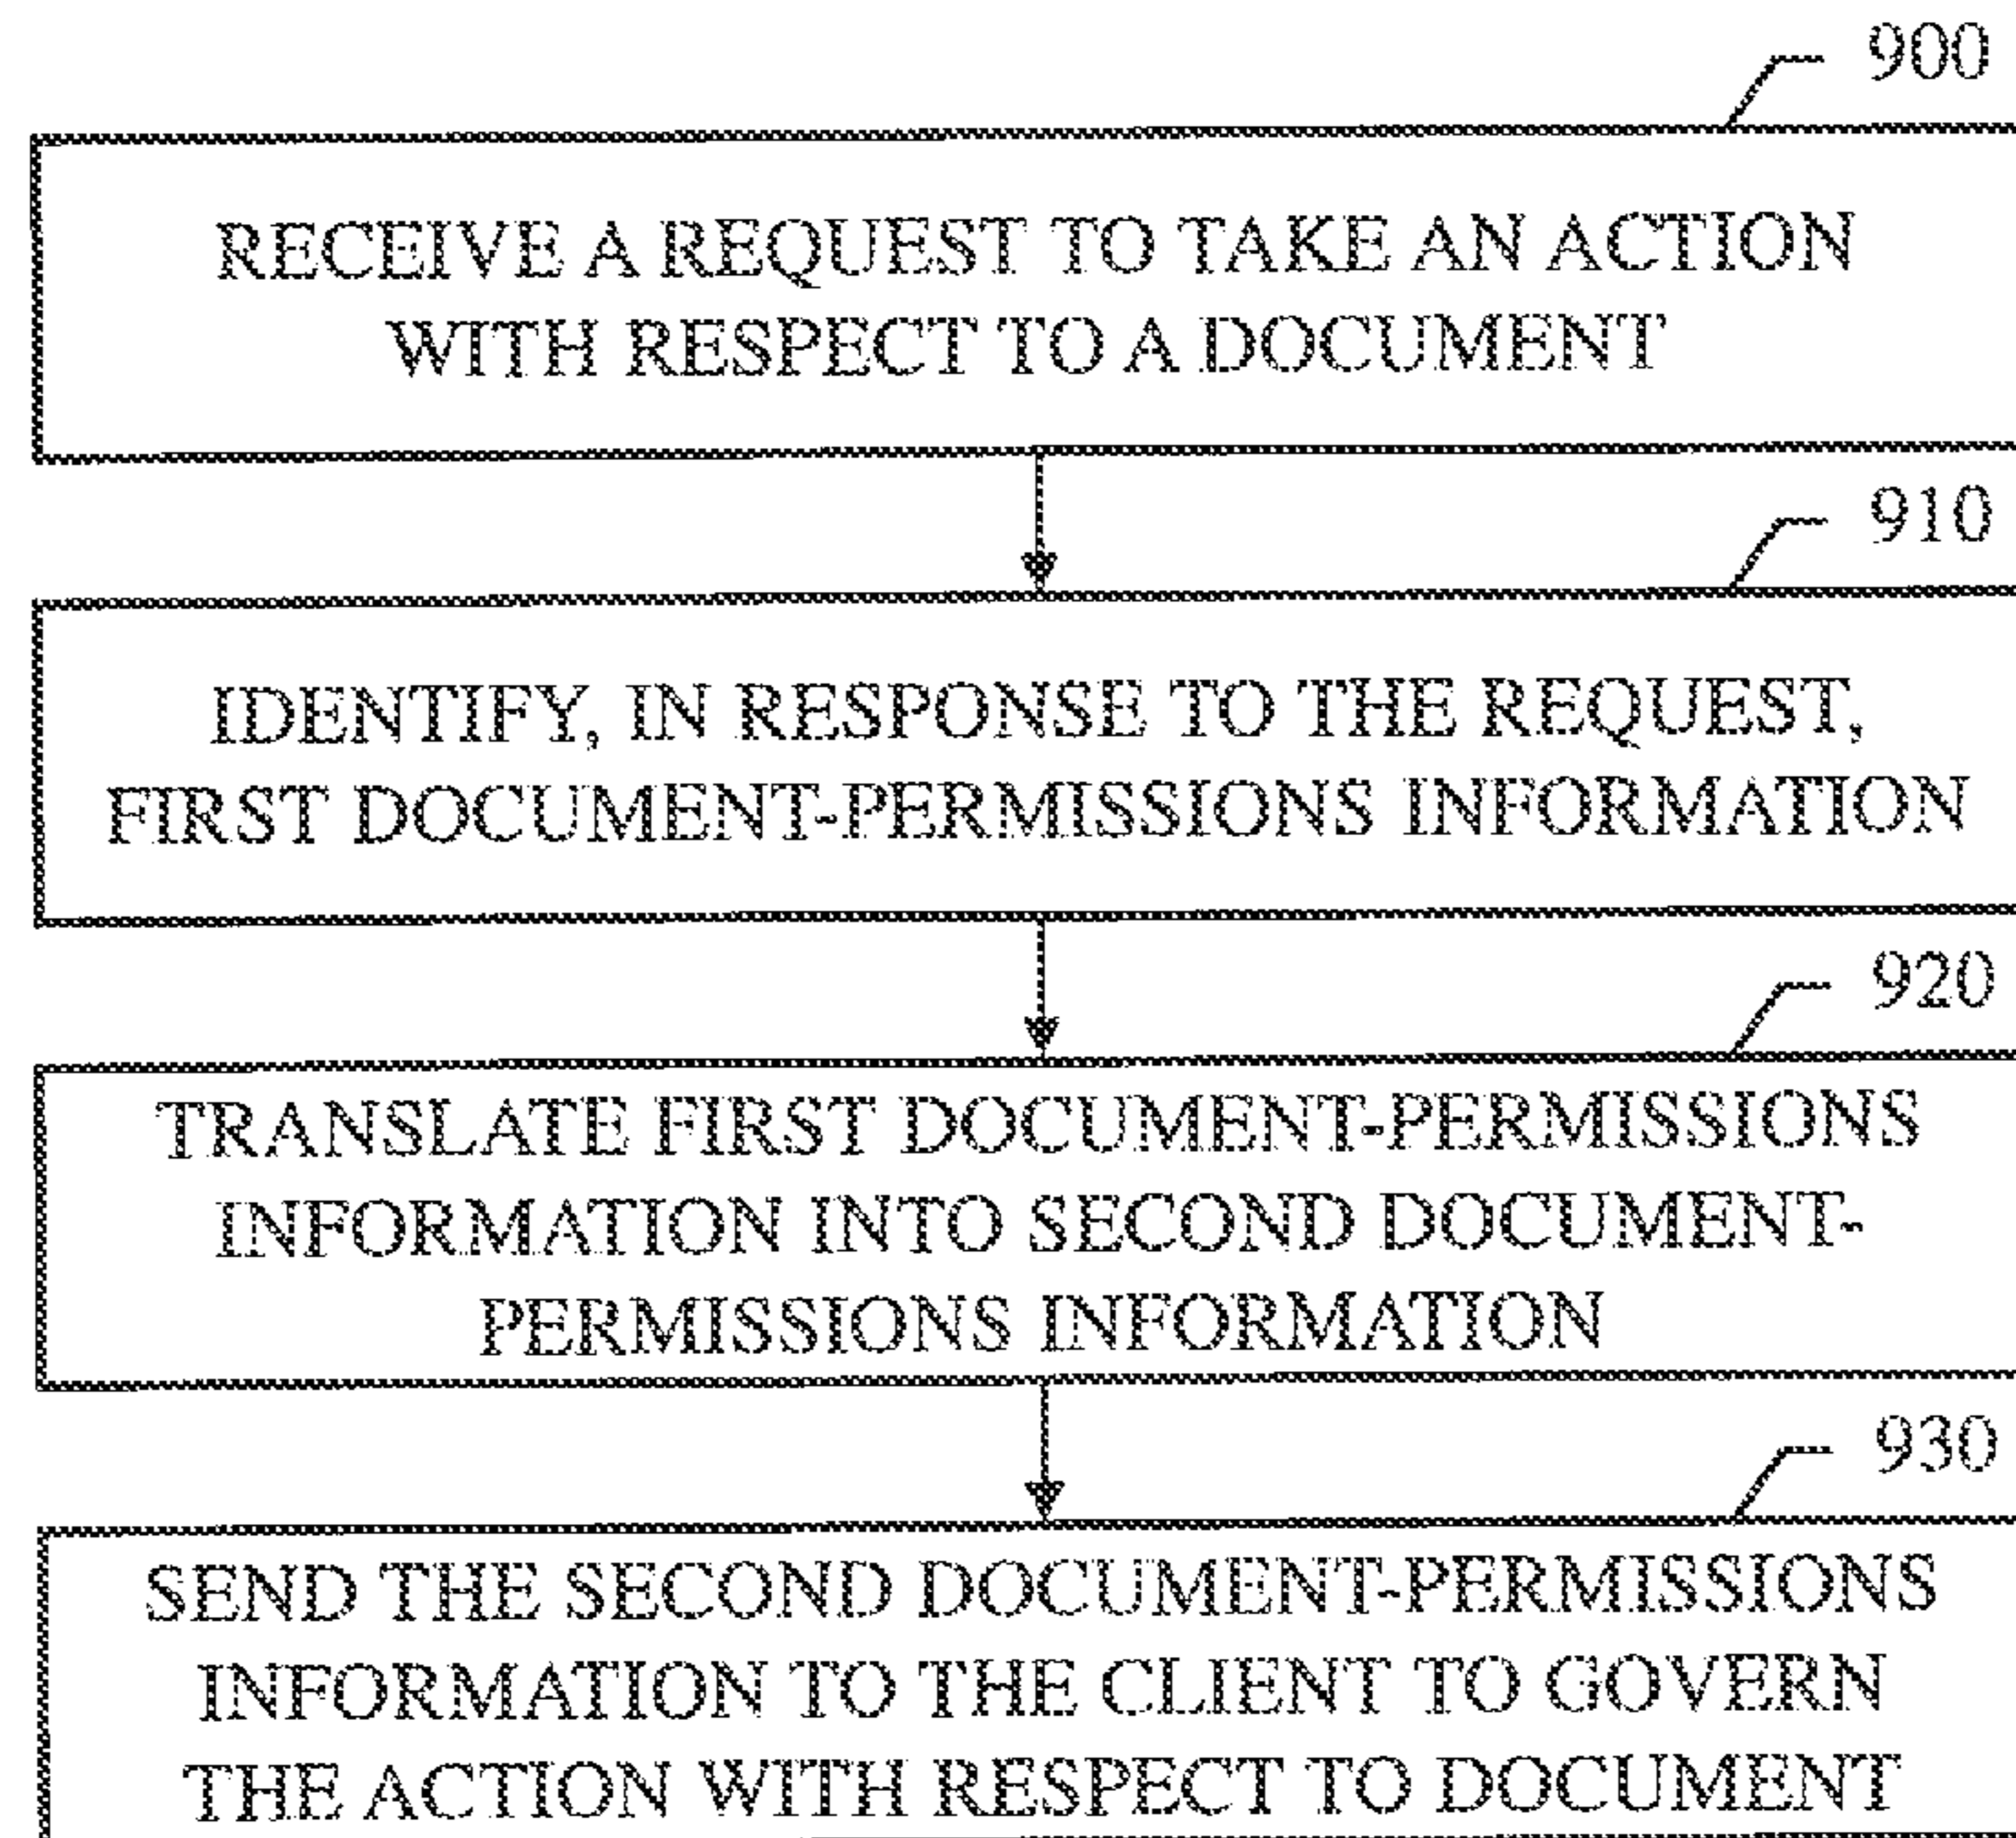 900
RECEIVE A REQUEST TO TAKE AN ACTION
WITH RESPECT TO A DOCUMENT
910
IDENTIFY, IN RESPONSE TO THE REQUEST,
FIRST DOCUMENT-PERMISSIONS INFORMATION
920
TRANSLATE FIRST DOCUMENT-PERMISSIONS
INFORMATION INTO SECOND DOCUMENT-
PERMISSIONS INFORMATION
930
SEND THE SECOND DOCUMENT-PERMISSIONS
INFORMATION TO THE CLIENT TO GOVERN
THE ACTION WITH RESPECT TO DOCUMENT